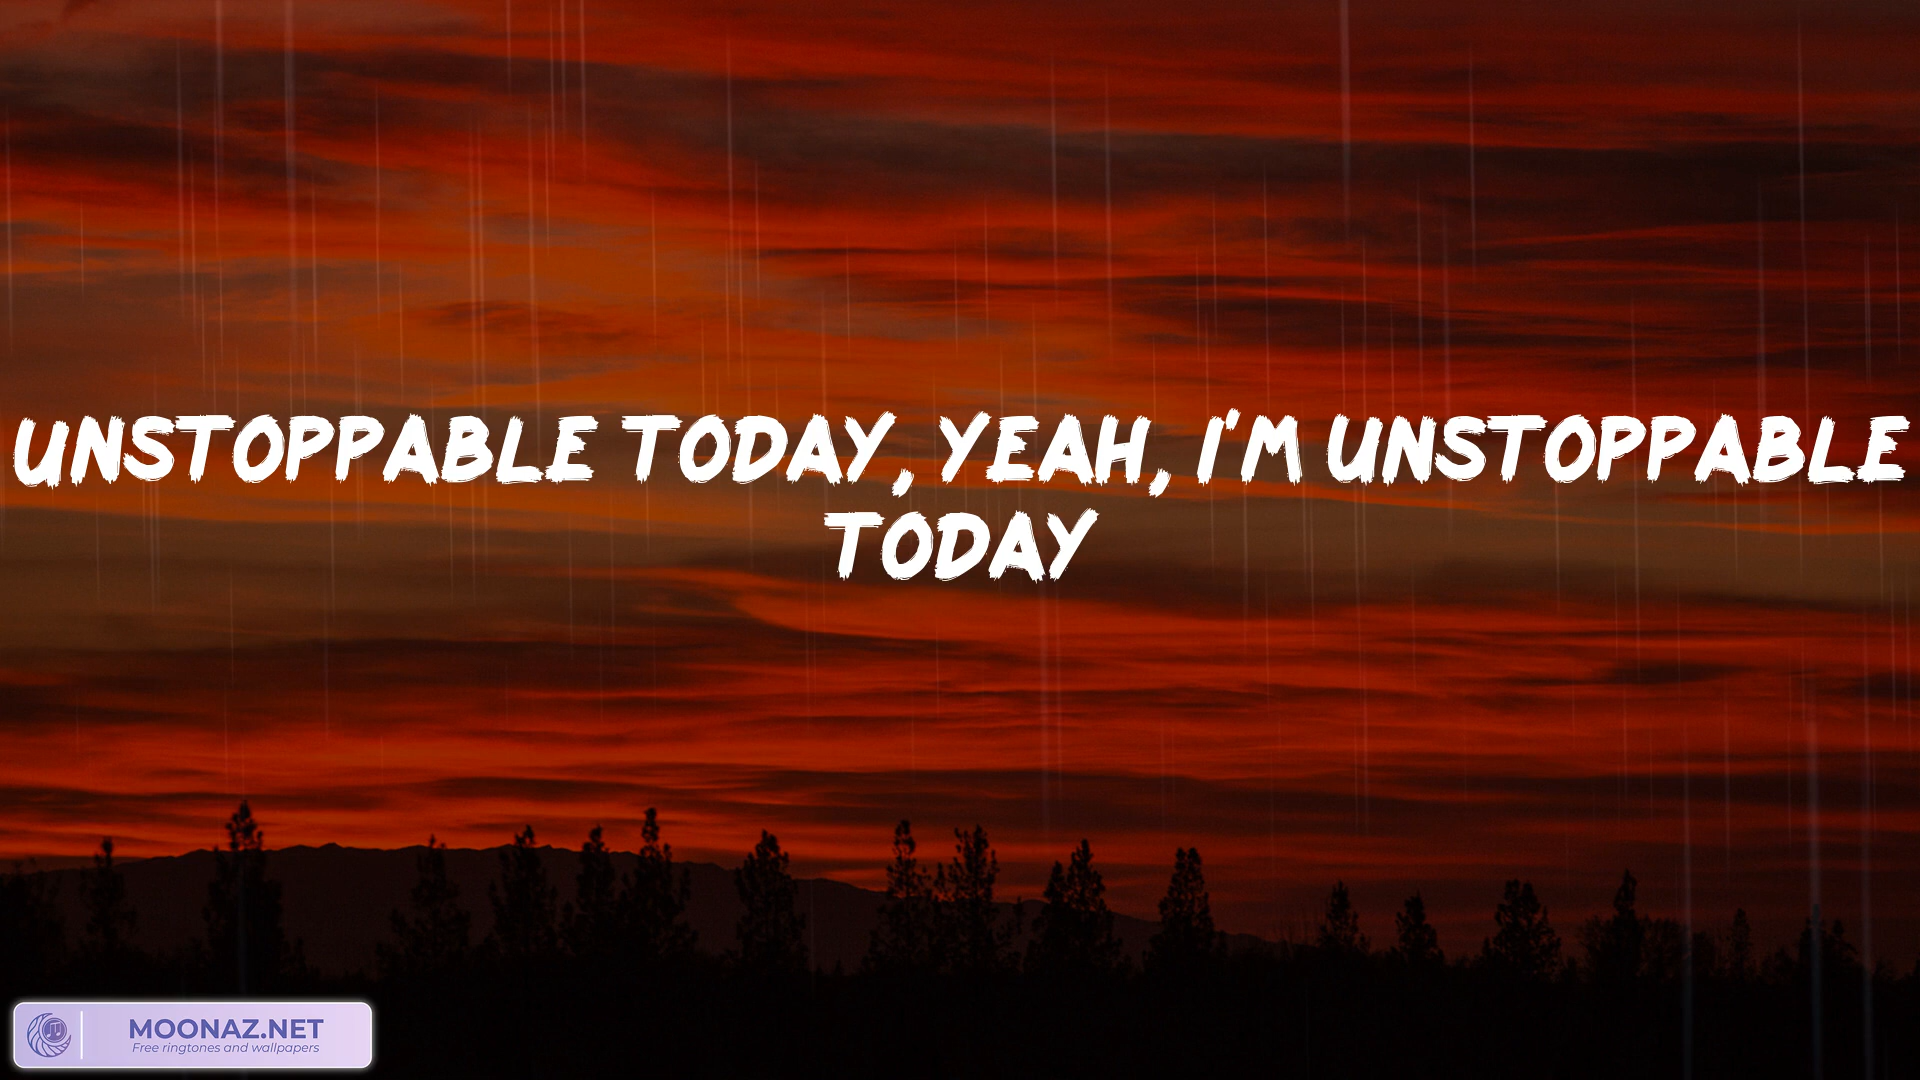 UNSTOPPABLE TODAY, YEAH, I'M UNSTOPPABLE
TODAY
MOONAZ.NET
Free ringtones and wallpapers